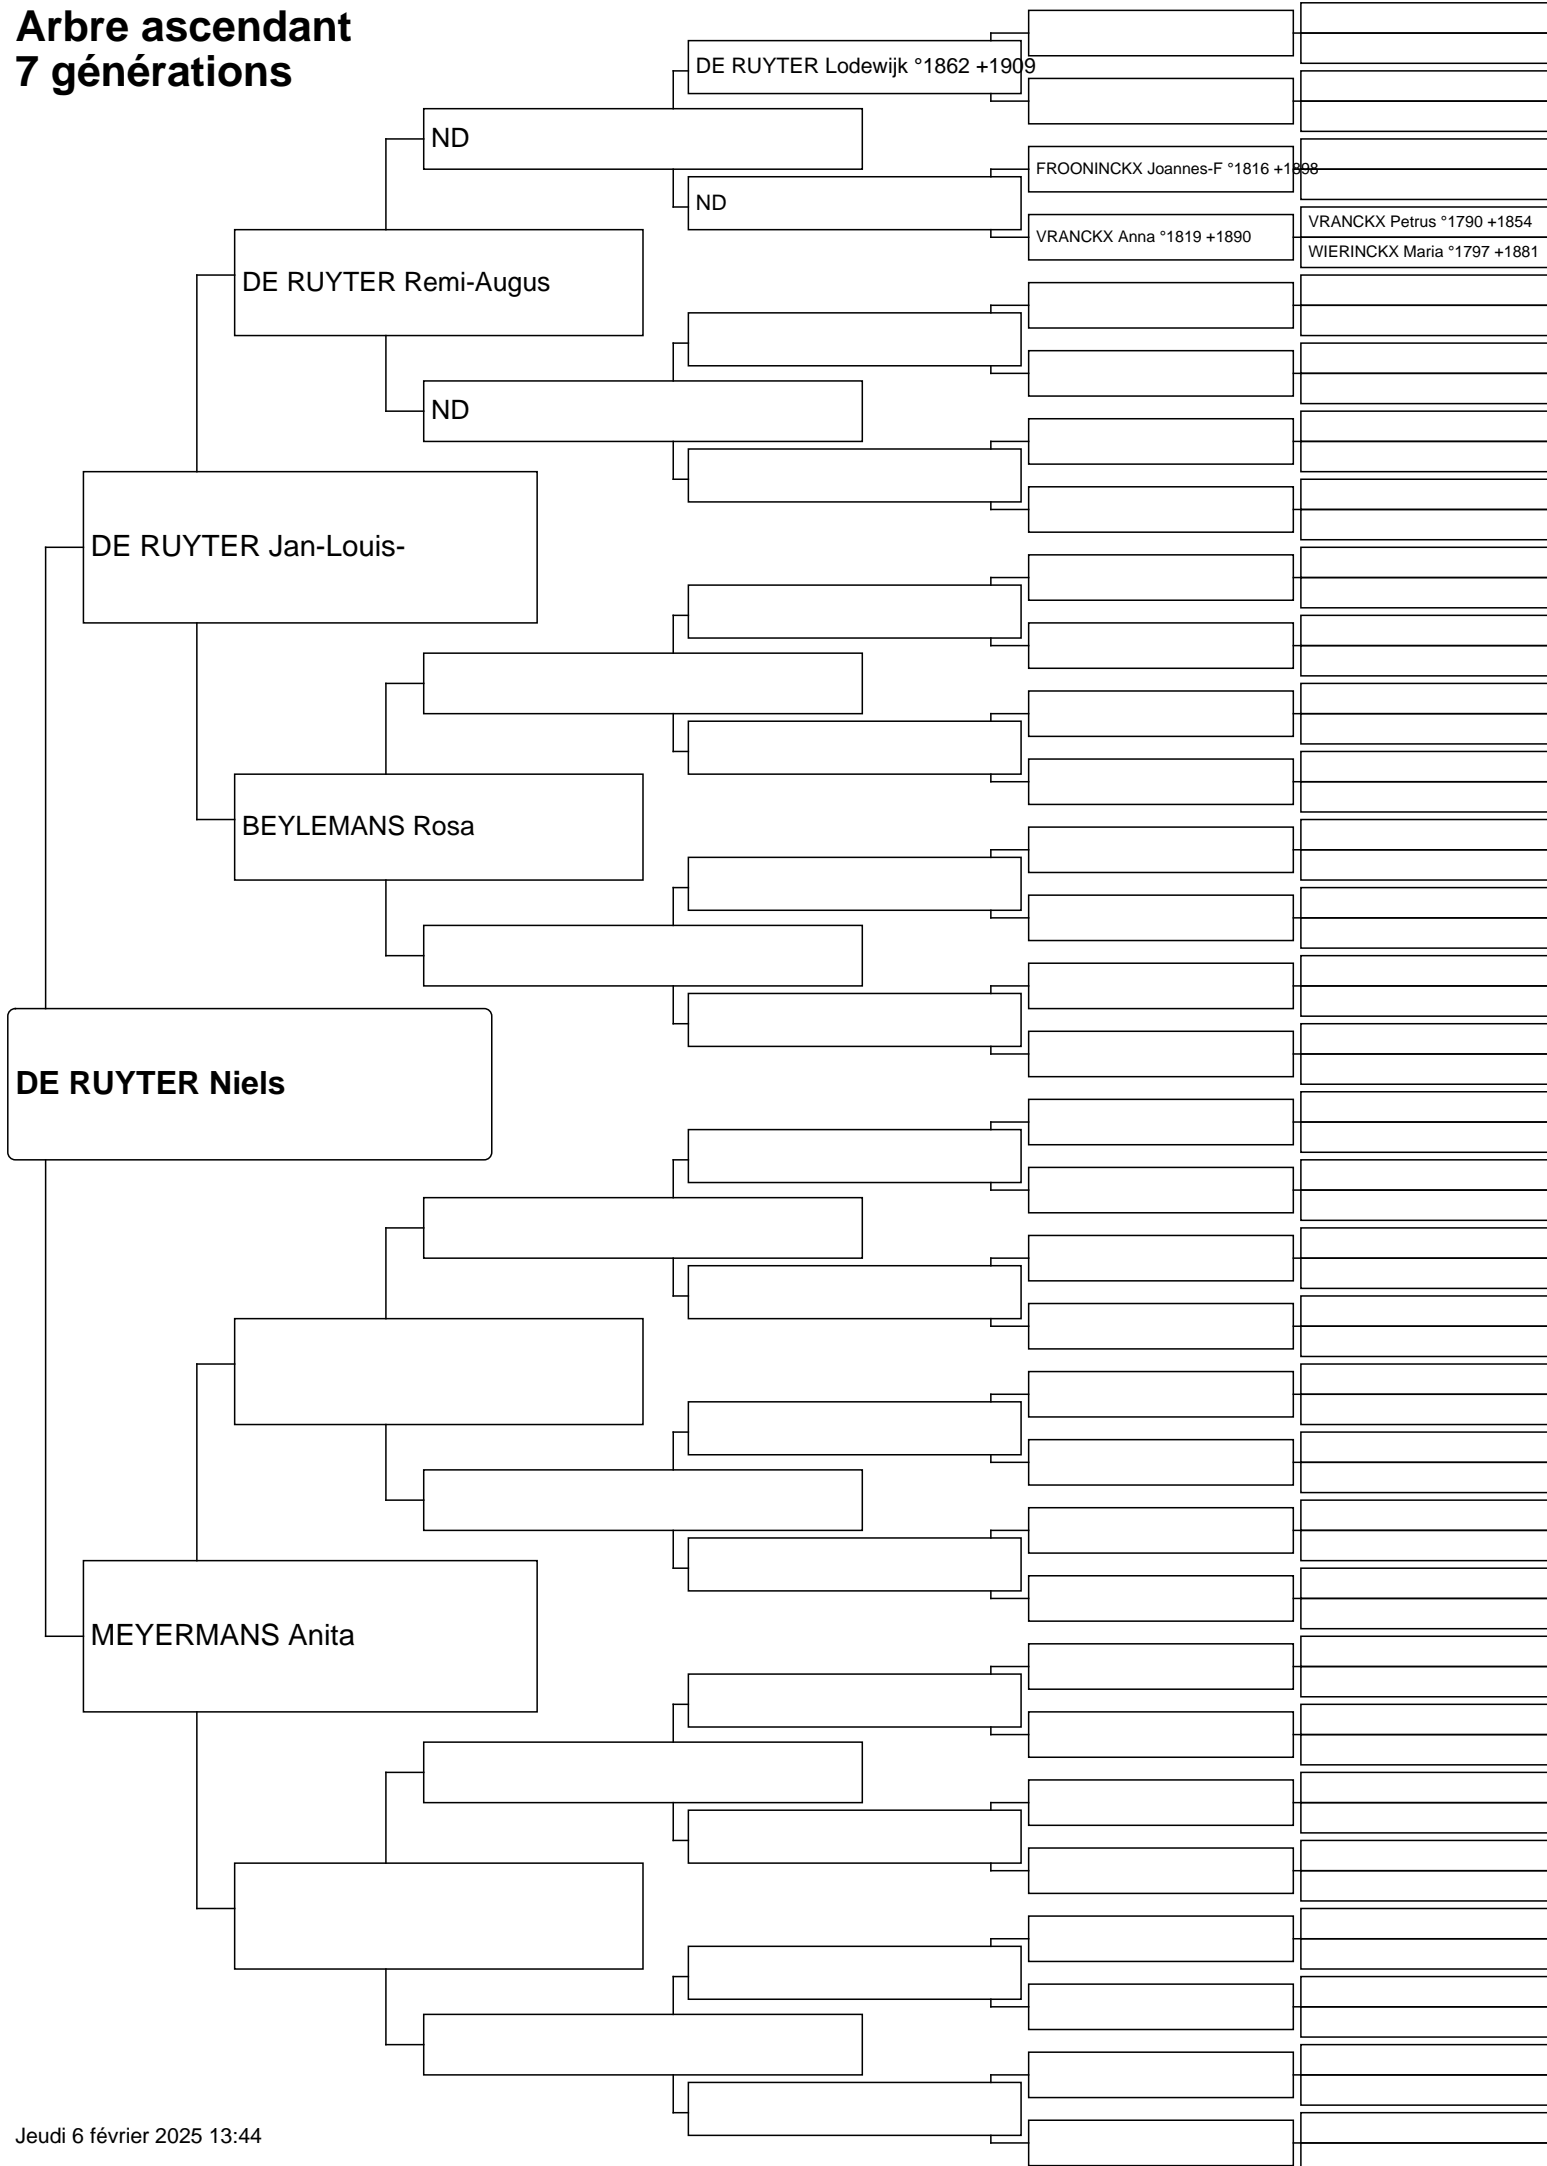 Arbre ascendant
7 générations
DE RUYTER Lodewijk °1862 +1909
ND
FROONINCKX Joannes-F °1816 +1898
ND
VRANCKX Petrus °1790 +1854
VRANCKX Anna °1819 +1890
WIERINCKX Maria °1797 +1881
DE RUYTER Remi-Augus
ND
DE RUYTER Jan-Louis-
BEYLEMANS Rosa
DE RUYTER Niels
MEYERMANS Anita
Jeudi 6 février 2025 13:44